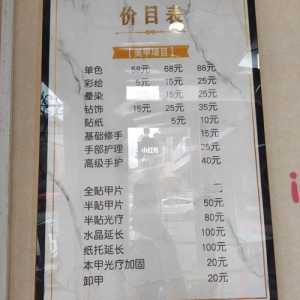 价目表
美甲项目
单色 58元 68元 88元
彩绘 5元 15元 25元
晕染 15元 25元
钻饰 15元 25元 35元
贴纸 5元 10元
基础修手 15元
手部护理 25元
高级手护 40元
全贴甲片
半贴甲片 50元
半贴光疗 80元
水晶延长 100元
纸托延长 100元
本甲光疗加固 20元
卸甲 20元
小红书